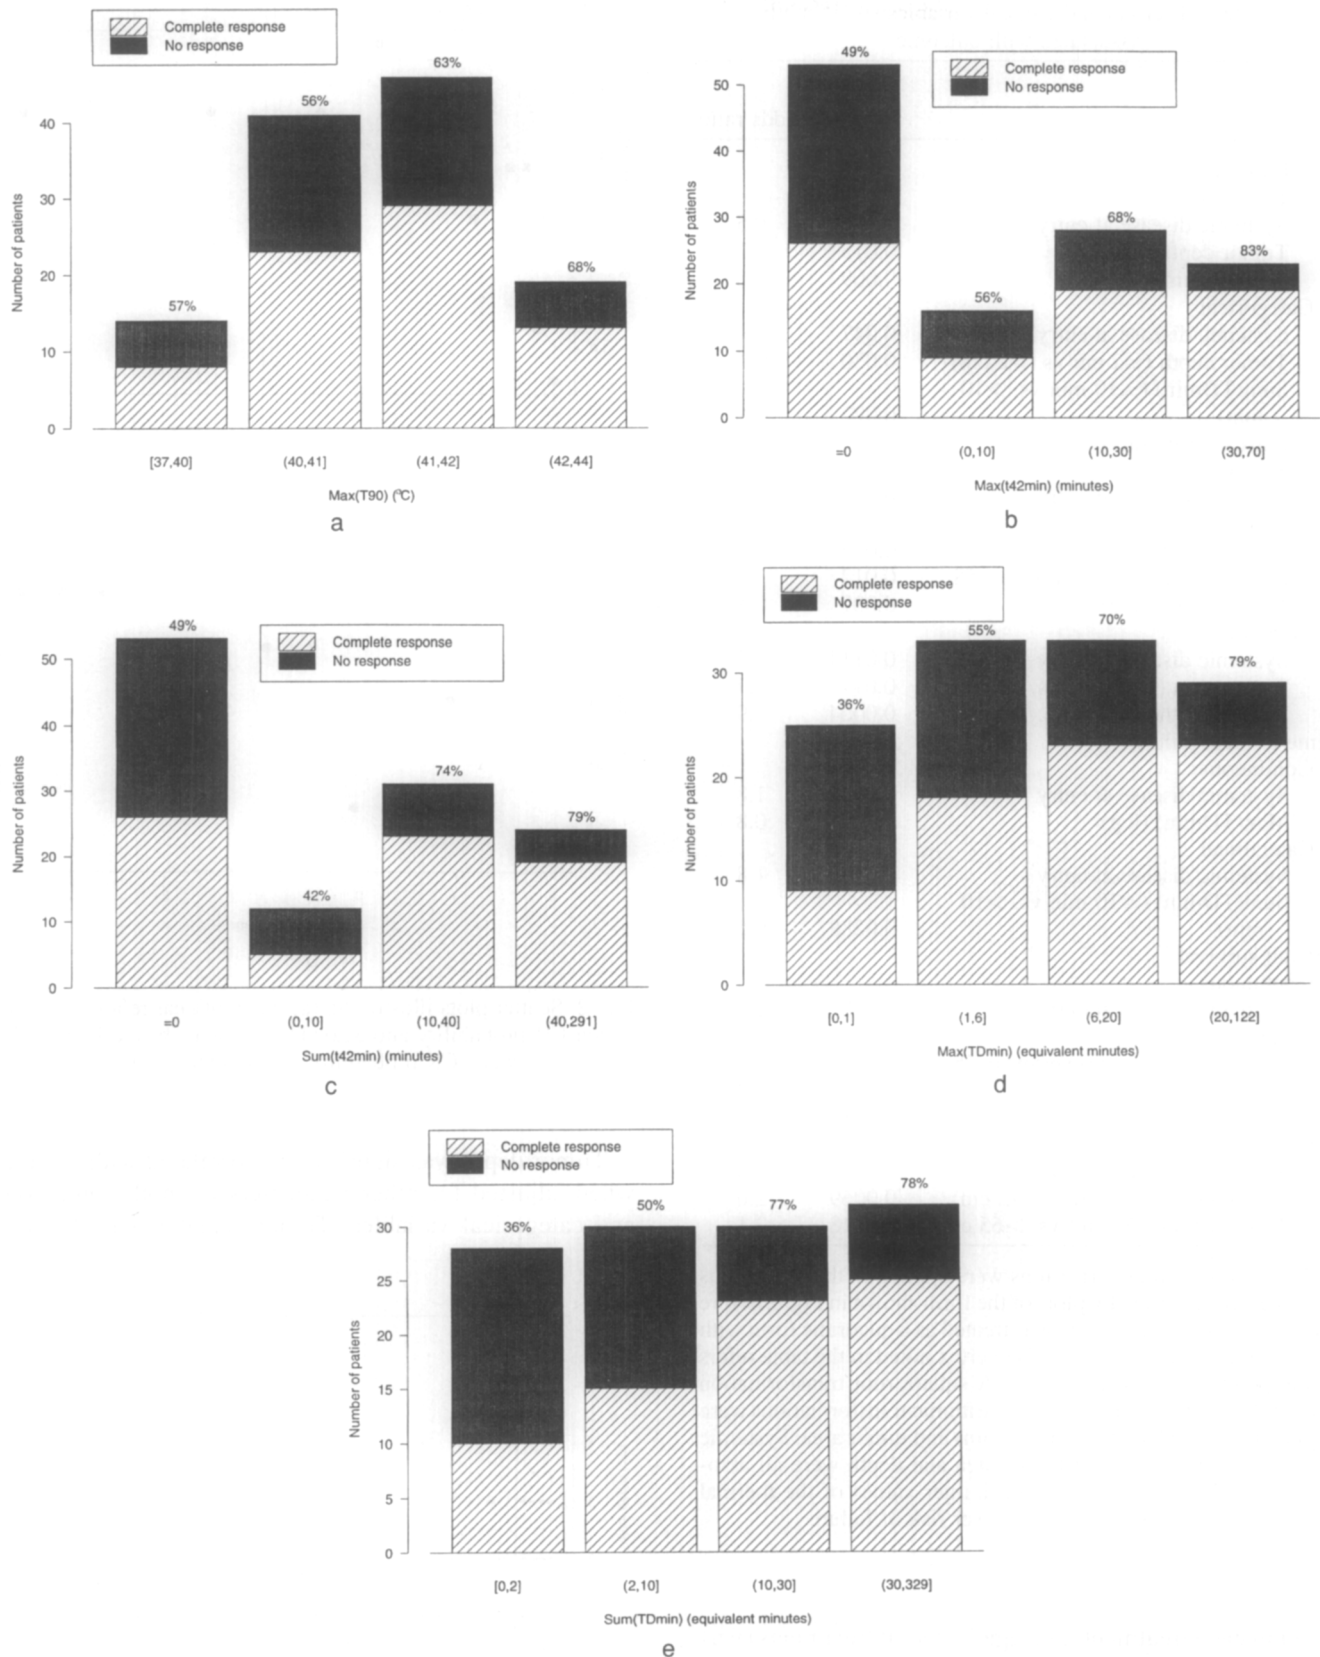 Complete response
No response
63%
56%
57%
68%
40
30
20
10
0
Number of patients
[37,40]
(40,41]
(41,42]
(42,44]
Max(T90) (°C)
a
49%
Complete response
No response
68%
83%
56%
50
40
30
20
10
0
Number of patients
=0
(0,10]
(10,30]
(30,70]
Max(t42min) (minutes)
b
49%
Complete response
No response
74%
79%
42%
50
40
30
20
10
0
Number of patients
=0
(0,10]
(10,40]
(40,291]
Sum(t42min) (minutes)
c
Complete response
No response
36%
55%
70%
79%
30
20
10
0
Number of patients
[0,1]
(1,6]
(6,20]
(20,122]
Max(TDmin) (equivalent minutes)
d
Complete response
No response
36%
50%
77%
78%
30
25
20
15
10
5
0
Number of patients
[0,2]
(2,10]
(10,30]
(30,329]
Sum(TDmin) (equivalent minutes)
e